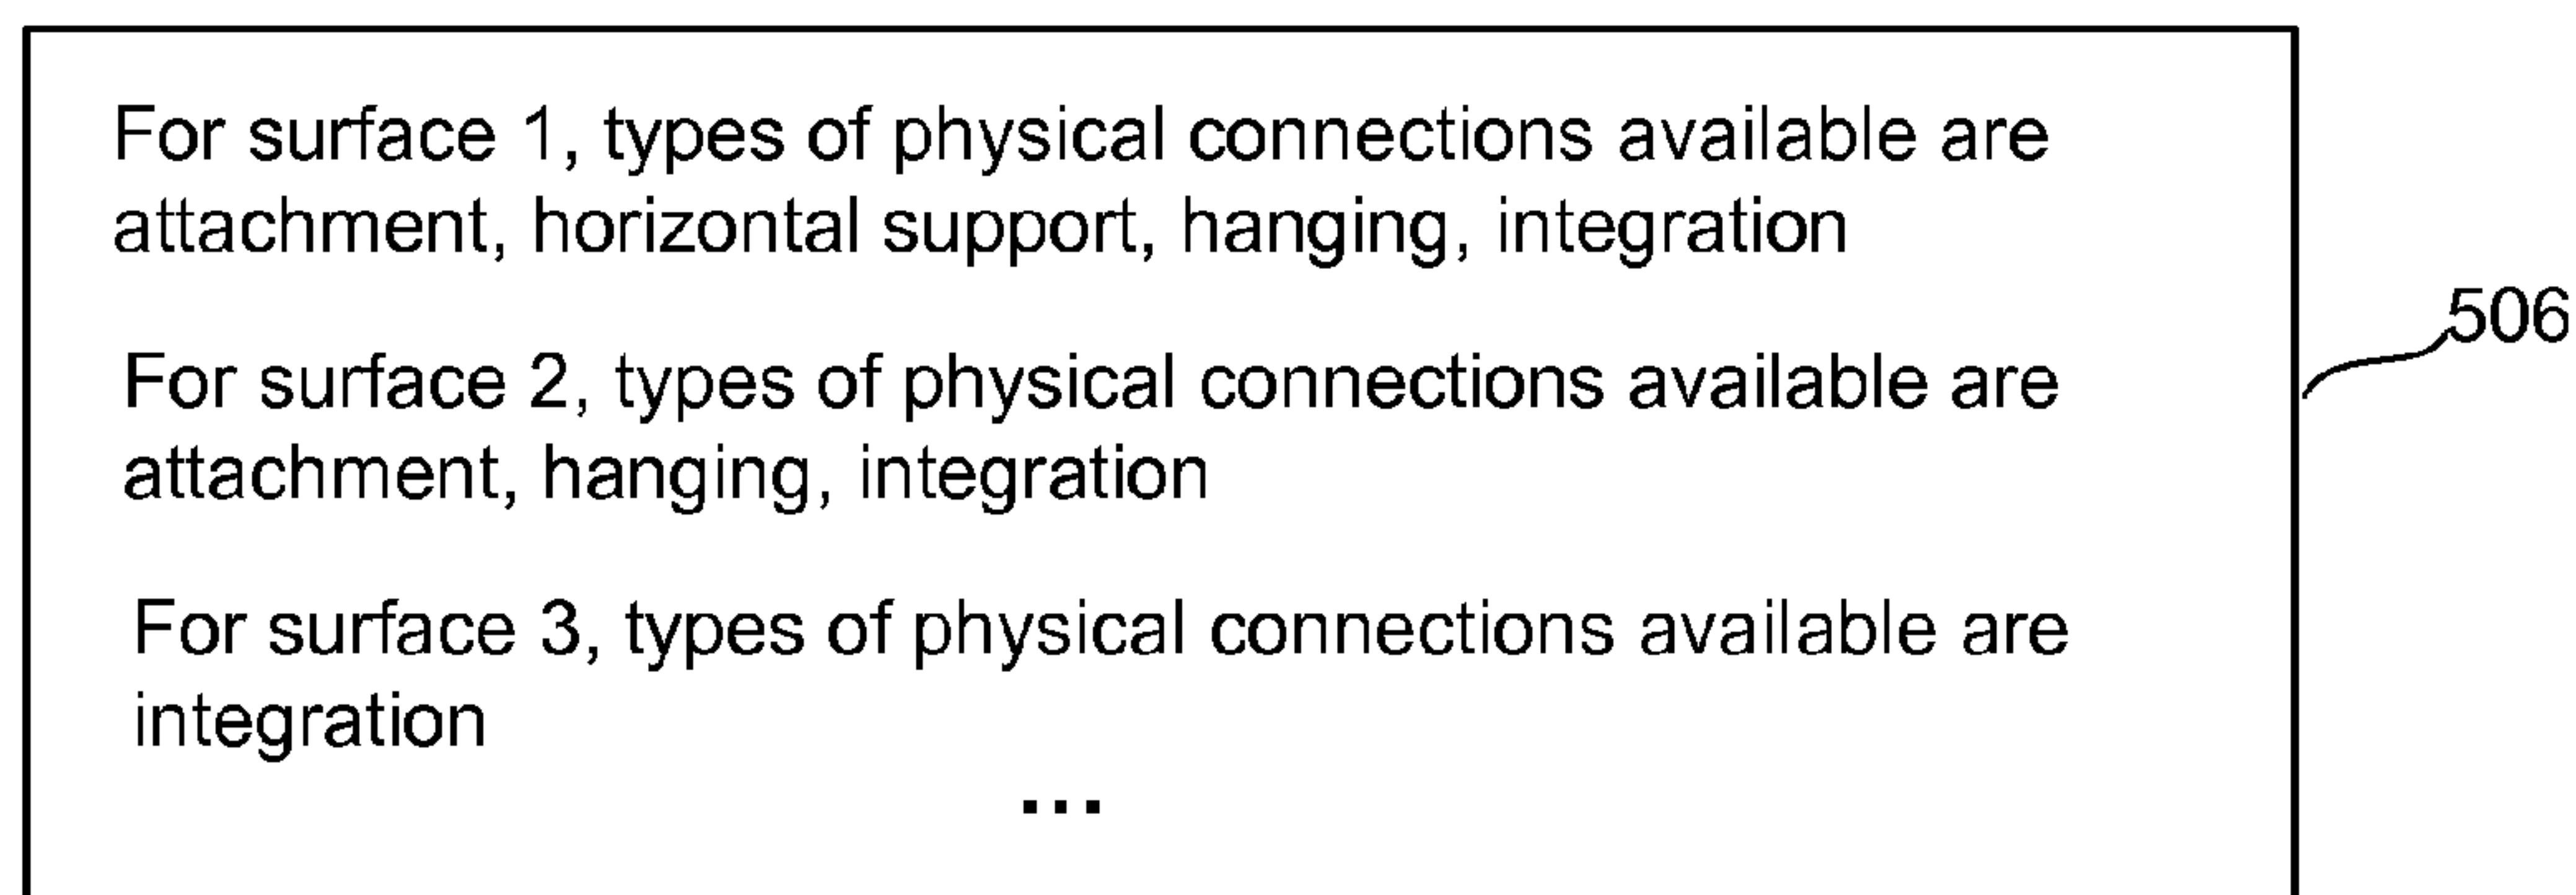 For surface 1, types of physical connections available are
attachment, horizontal support, hanging, integration
506
For surface 2, types of physical connections available are
attachment, hanging, integration
For surface 3, types of physical connections available are
integration
...